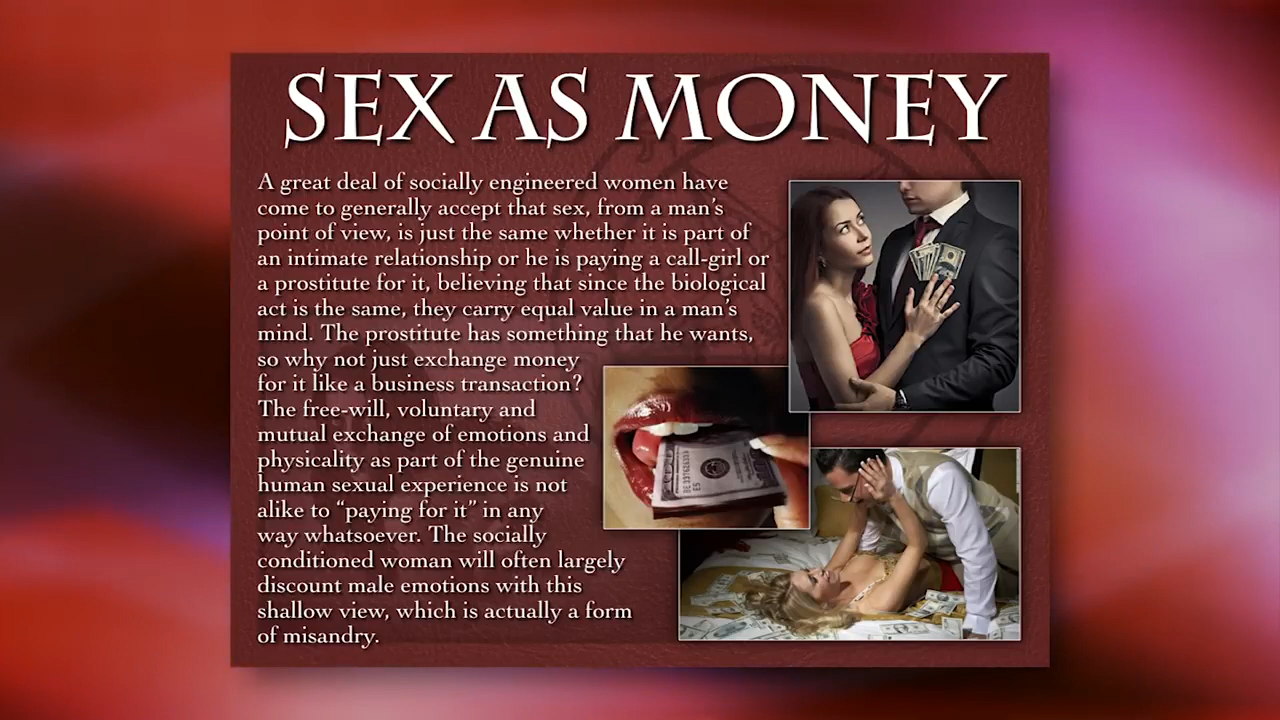 SEX AS MONEY
A great deal of socially engineered women have
come to generally accept that sex, from a man's
point of view, is just the same whether it is part of
an intimate relationship or he is paying a call-girl or
a prostitute for it, believing that since the biological
act is the same, they carry equal value in a man's
mind. The prostitute has something that he wants,
so why not just exchange money
for it like a business transaction?
The free-will, voluntary and
mutual exchange of emotions and
physicality as part of the genuine
human sexual experience is not
alike to “paying for it” in any
way whatsoever. The socially
conditioned woman will often largely
discount male emotions with this
shallow view, which is actually a form
of misandry.